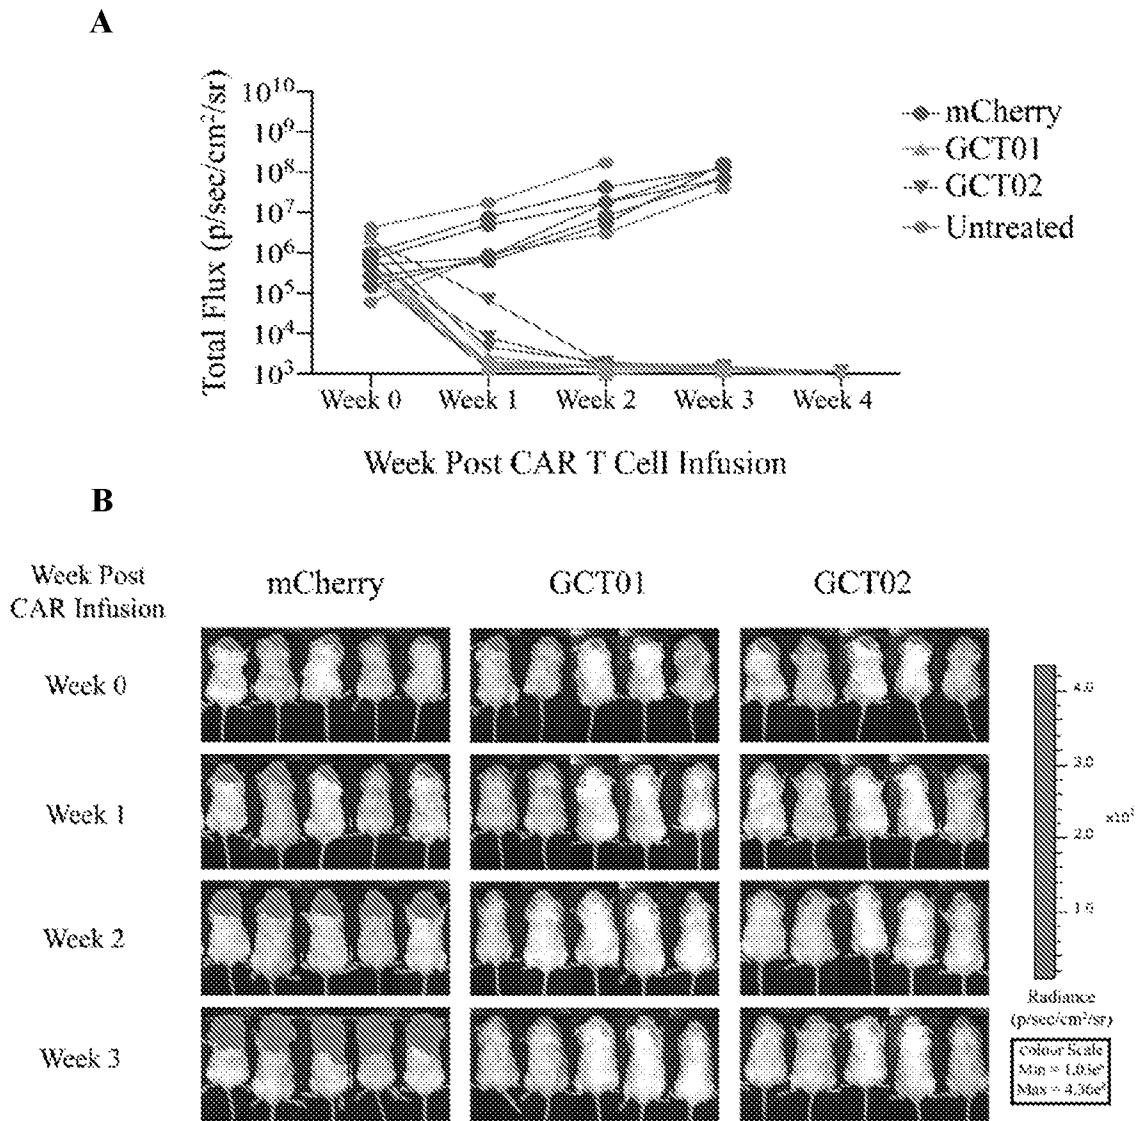 A
Total Flux (p/sec/cm²/sr)
10¹⁰
10⁹
10⁸
10⁷
10⁶
10⁵
10⁴
10³
Week 0 Week 1 Week 2 Week 3 Week 4
Week Post CAR T Cell Infusion
mCherry
GCT01
GCT02
Untreated
B
Week Post
CAR Infusion
mCherry GCT01 GCT02
Week 0
Week 1
Week 2
Week 3
4.0
3.0
2.0
1.0
Radiance
(p/sec/cm²/sr)
Colour Scale
Min =
Max =